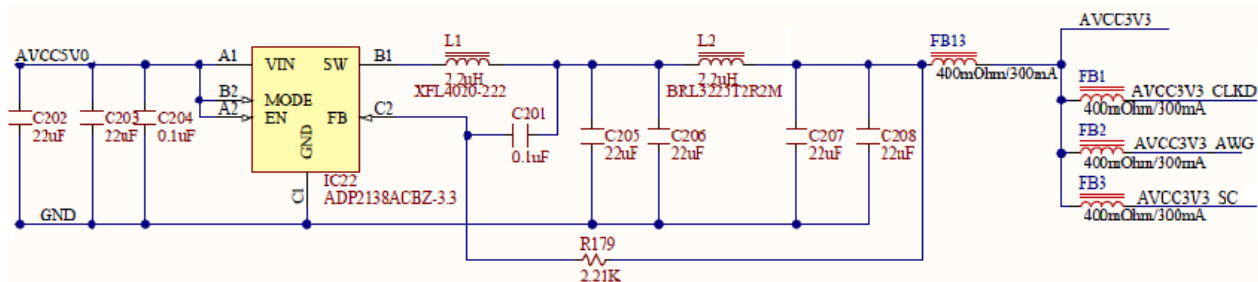 AVCC5V0
C202
22uF
C203
22uF
C204
0.1uF
A1
B2
A2
VIN
MODE
EN
GND
SW
FB
B1
C2
C1
IC22
ADP2138ACBZ-3.3
GND
L1
2.2uH
XFL4020-222
C201
0.1uF
C205
22uF
C206
22uF
L2
2.2uH
BRL3225T2R2M
C207
22uF
C208
22uF
R179
2.21K
FB13
400mOhm/300mA
AVCC3V3
FB1
AVCC3V3_CLKD
400mOhm/300mA
FB2
AVCC3V3_AWG
400mOhm/300mA
FB3
AVCC3V3_SC
400mOhm/300mA